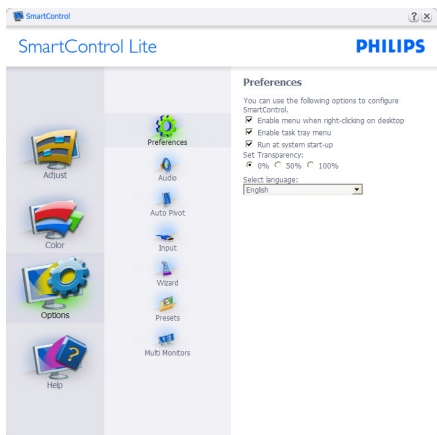 SmartControl
SmartControl Lite
PHILIPS
Adjust
Color
Options
Help
Preferences
Audio
Auto Pivot
Input
Wizard
Presets
Multi Monitors
Preferences
You can use the following options to configure
SmartControl.
Enable menu when right-clicking on desktop
Enable task tray menu
Run at system start-up
Set Transparency:
0% 50% 100%
Select language:
English